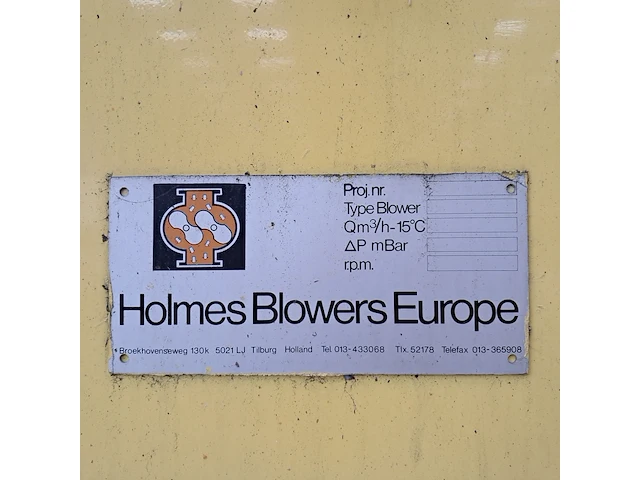 Proj. nr.
Type Blower
Qm³/h-15°C
ΔP mBar
r.p.m.
Holmes Blowers Europe
Broekhovenseweg 130k 5021 LJ Tilburg Holland Tel. 013-433068 Tlx. 52178 Telefax 013-365908